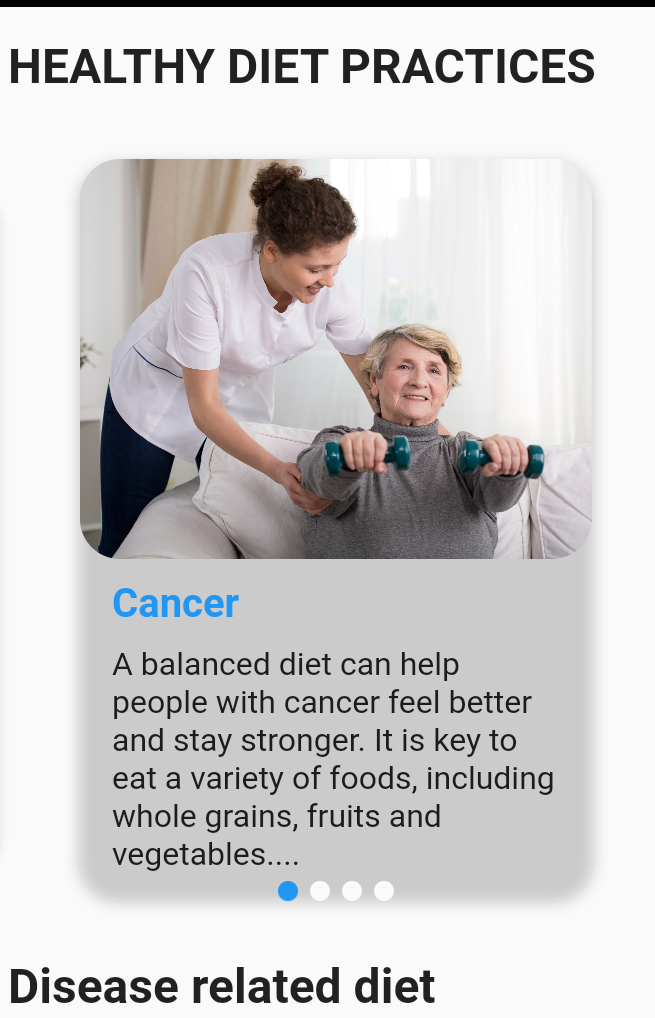 HEALTHY DIET PRACTICES
Cancer
A balanced diet can help
people with cancer feel better
and stay stronger. It is key to
eat a variety of foods, including
whole grains, fruits and
vegetables....
Disease related diet